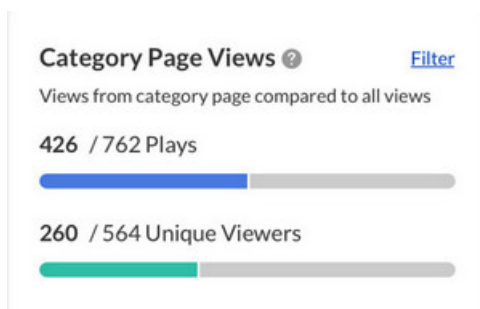 Category Page Views ? Filter
Views from category page compared to all views
426 / 762 Plays
260 / 564 Unique Viewers